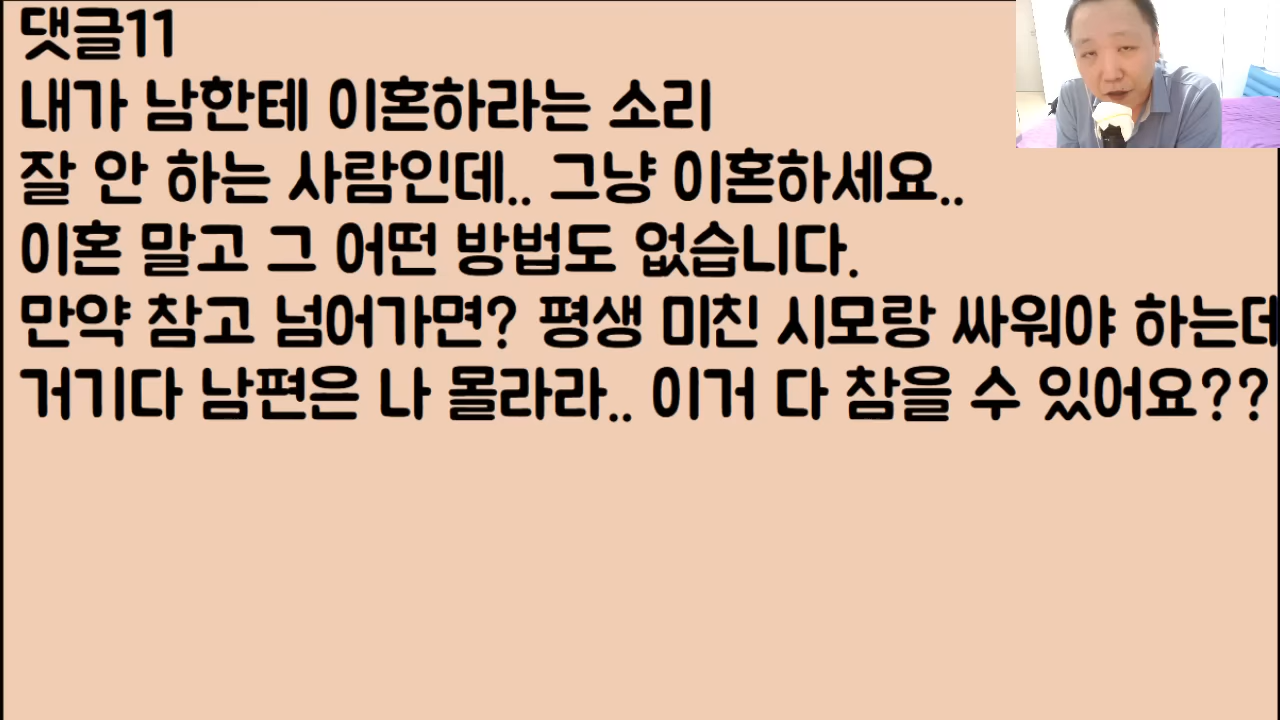 댓글11
내가 남한테 이혼하라는 소리
잘 안 하는 사람인데.. 그냥 이혼하세요..
이혼 말고 그 어떤 방법도 없습니다.
만약 참고 넘어가면? 평생 미친 시모랑 싸워야 하는데
거기다 남편은 나 몰라라.. 이거 다 참을 수 있어요??